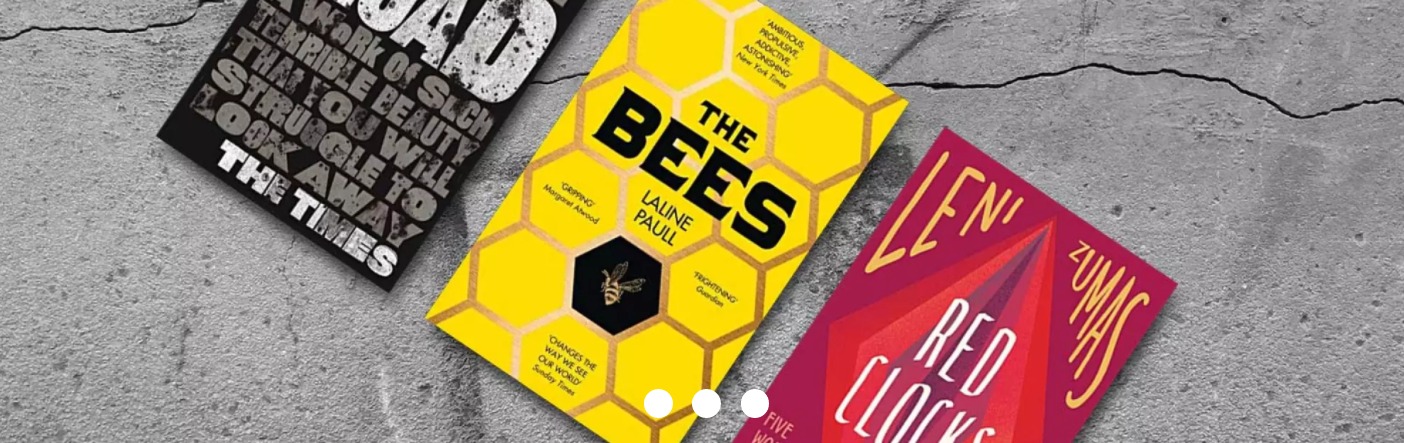 ROAD
A WORK OF SUCH
TERRIBLE BEAUTY
THAT YOU WILL
STRUGGLE TO
LOOK AWAY
THE TIMES
'AMBITIOUS,
PROPULSIVE,
ADDICTIVE,
ASTONISHING'
New York Times
THE
BEES
'GRIPPING'
Margaret Atwood
LALINE
PAULL
'FRIGHTENING'
Guardian
'CHANGES THE
WAY WE SEE
OUR WORLD'
Sunday Times
LENI
ZUMAS
RED
CLOCKS
FIVE